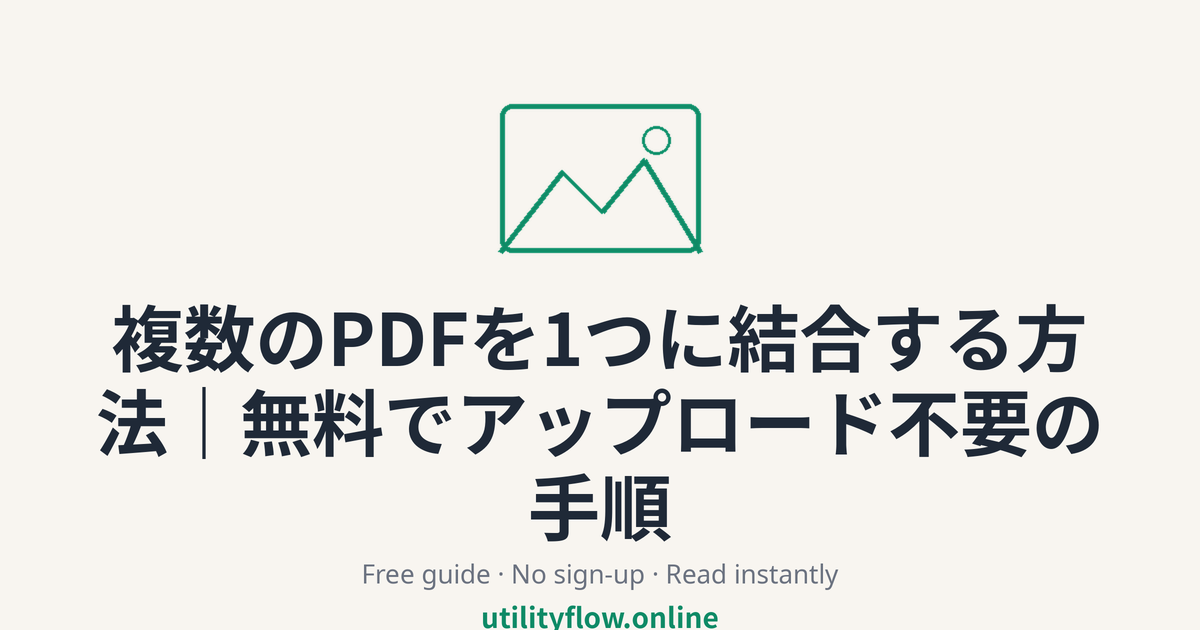 複数のPDFを1つに結合する方
法｜無料でアップロード不要の
手順
Free guide · No sign-up · Read instantly
utilityflow.online